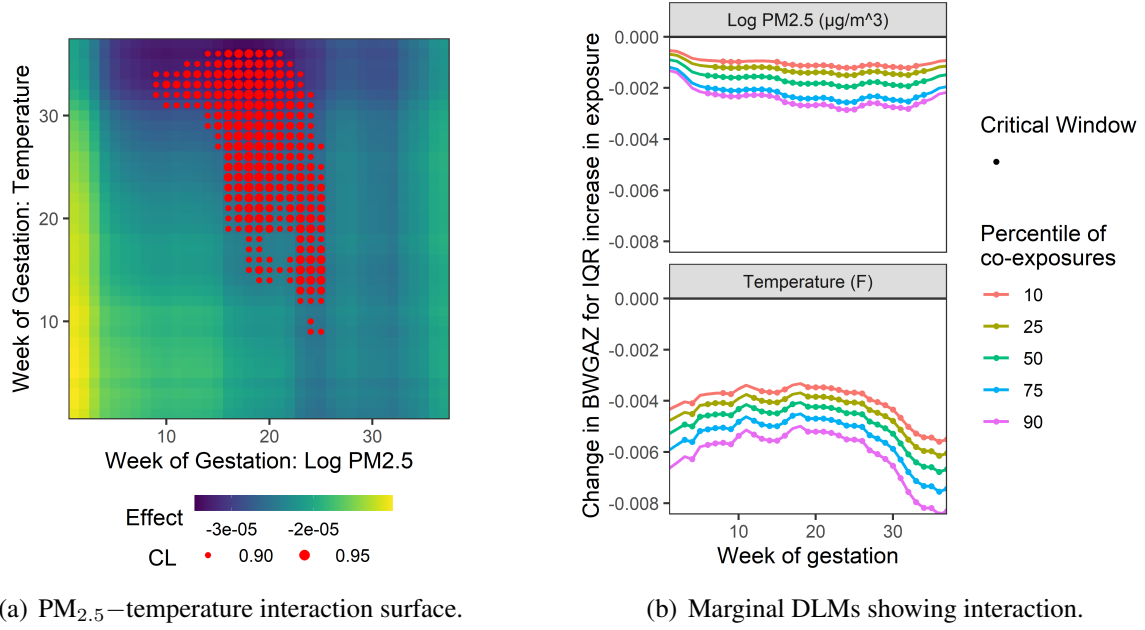 Week of Gestation: Temperature
30
20
10
10 20 30
Week of Gestation: Log PM2.5
Effect
-3e-05 -2e-05
CL 0.90 0.95
(a) PM2.5−temperature interaction surface.
Change in BWGAZ for IQR increase in exposure
Log PM2.5 (µg/m^3)
0.000
-0.002
-0.004
-0.006
-0.008
Temperature (F)
0.000
-0.002
-0.004
-0.006
-0.008
10 20 30
Week of gestation
Critical Window
Percentile of
co-exposures
10
25
50
75
90
(b) Marginal DLMs showing interaction.